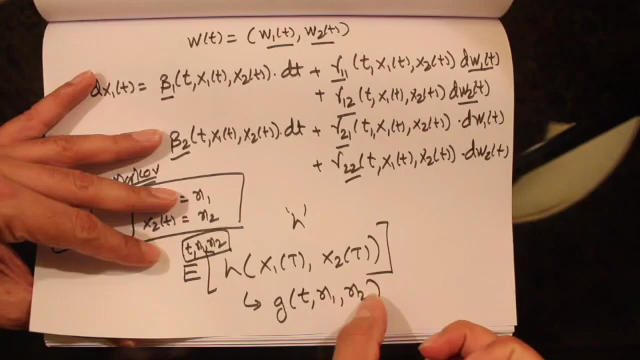 W(t) = (W₁(t), W₂(t))
dx₁(t) = β₁(t, x₁(t), x₂(t)).dt + γ₁₁(t, x₁(t), x₂(t)) dW₁(t)
+ γ₁₂(t, x₁(t), x₂(t)) dW₂(t)
β₂(t, x₁(t), x₂(t)).dt + γ₂₁(t, x₁(t), x₂(t)).dW₁(t)
+ γ₂₂(t, x₁(t), x₂(t)).dW₂(t)
= x₁
x₂(t) = x₂
'h'
t, x₁, x₂
E[h(x₁(T), x₂(T))]
↳ g(t, x₁, x₂)